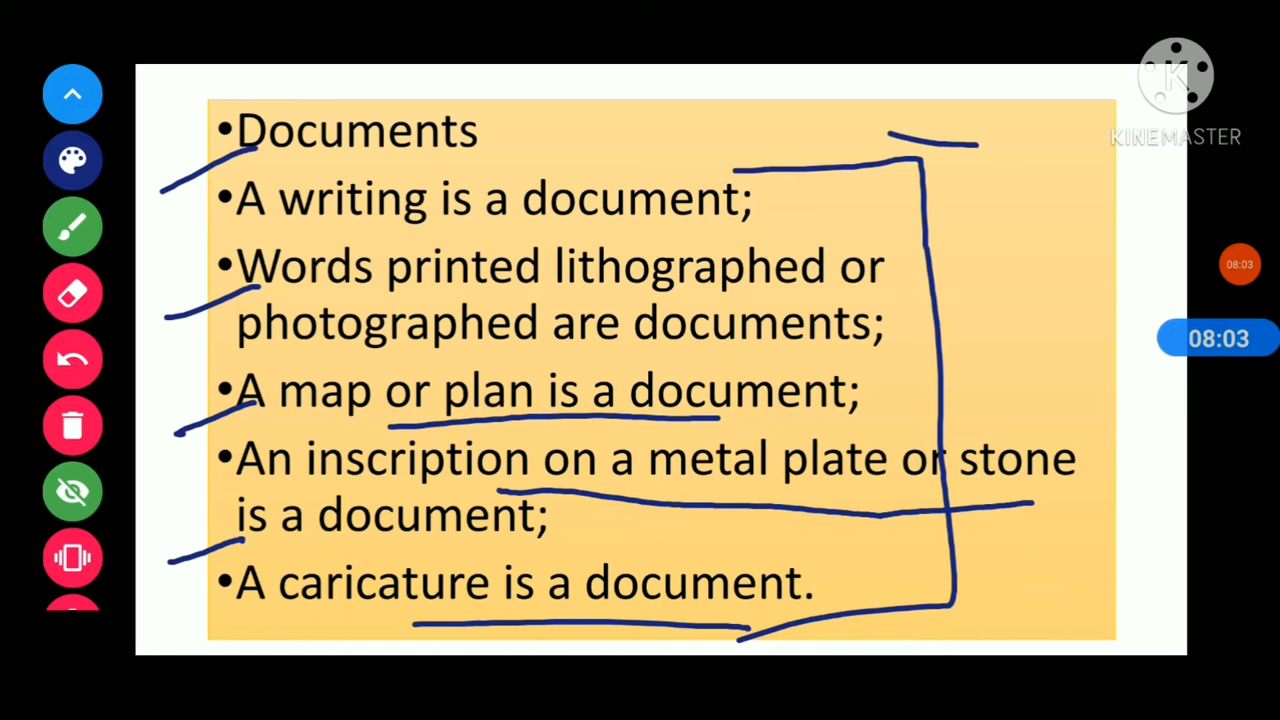 •Documents
•A writing is a document;
•Words printed lithographed or
photographed are documents;
•A map or plan is a document;
•An inscription on a metal plate or stone
is a document;
•A caricature is a document.
K
KINEMASTER
08:03
08:03